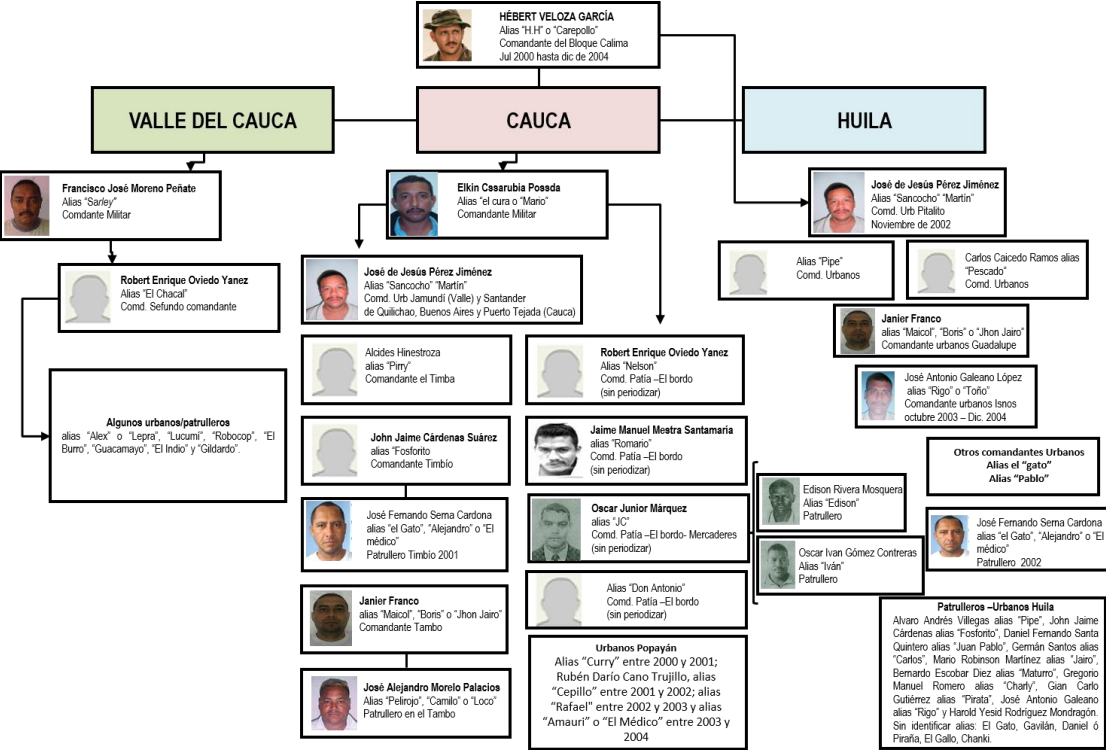 HÉBERT VELOZA GARCÍA
Alias "H.H" o "Carepollo"
Comandante del Bloque Calima
Jul 2000 hasta dic de 2004
VALLE DEL CAUCA
CAUCA
HUILA
Francisco José Moreno Peñate
Alias "Sarley"
Comdante Militar
Robert Enrique Oviedo Yanez
Alias "El Chacal"
Comd. Sefundo comandante
Algunos urbanos/patrulleros
alias "Alex" o "Lepra", "Lucumí", "Robocop", "El
Burro", "Guacamayo", "El Indio" y "Gildardo".
Elkin Cssarubia Possda
Alias "el cura o "Mario"
Comandante Militar
José de Jesús Pérez Jiménez
Alias "Sancocho" "Martín"
Comd. Urb Jamundí (Valle) y Santander
de Quilichao, Buenos Aires y Puerto Tejada (Cauca)
Alcides Hinestroza
alias "Pirry"
Comandante el Timba
John Jaime Cárdenas Suárez
alias "Fosforito
Comandante Timbío
José Fernando Serna Cardona
alias "el Gato", "Alejandro" o "El
médico"
Patrullero Timbío 2001
Janier Franco
alias "Maicol", "Boris" o "Jhon Jairo"
Comandante Tambo
José Alejandro Morelo Palacios
Alias "Pelirojo", "Camilo" o "Loco"
Patrullero en el Tambo
Robert Enrique Oviedo Yanez
Alias "Nelson"
Comd. Patía –El bordo
(sin periodizar)
Jaime Manuel Mestra Santamaría
alias "Romario"
Comd. Patía –El bordo
(sin periodizar)
Oscar Junior Márquez
alias "JC"
Comd. Patía –El bordo- Mercaderes
(sin periodizar)
Alias "Don Antonio"
Comd. Patía –El bordo
(sin periodizar)
Urbanos Popayán
Alias "Curry" entre 2000 y 2001;
Rubén Darío Cano Trujillo, alias
"Cepillo" entre 2001 y 2002; alias
"Rafael" entre 2002 y 2003 y alias
"Amauri" o "El Médico" entre 2003 y
2004
Edison Rivera Mosquera
Alias "Edison"
Patrullero
Oscar Ivan Gómez Contreras
Alias "Iván"
Patrullero
José de Jesús Pérez Jiménez
Alias "Sancocho" "Martín"
Comd. Urb Pitalito
Noviembre de 2002
Alias "Pipe"
Comd. Urbanos
Carlos Caicedo Ramos alias
"Pescado"
Comd. Urbanos
Janier Franco
alias "Maicol", "Boris" o "Jhon Jairo"
Comandante urbanos Guadalupe
José Antonio Galeano López
alias "Rigo" o "Toño"
Comandante urbanos Isnos
octubre 2003 – Dic. 2004
Otros comandantes Urbanos
Alias el "gato"
Alias "Pablo"
José Fernando Serna Cardona
alias "el Gato", "Alejandro" o "El
médico"
Patrullero 2002
Patrulleros –Urbanos Huila
Alvaro Andrés Villegas alias "Pipe", John Jaime
Cárdenas alias "Fosforito", Daniel Fernando Santa
Quintero alias "Juan Pablo", Germán Santos alias
"Carlos", Mario Robinson Martínez alias "Jairo",
Bernardo Escobar Diez alias "Maturro", Gregorio
Manuel Romero alias "Charly", Gian Carlo
Gutiérrez alias "Pirata", José Antonio Galeano
alias "Rigo" y Harold Yesid Rodríguez Mondragón.
Sin identificar alias: El Gato, Gavilán, Daniel ó
Piraña, El Gallo, Chanki.